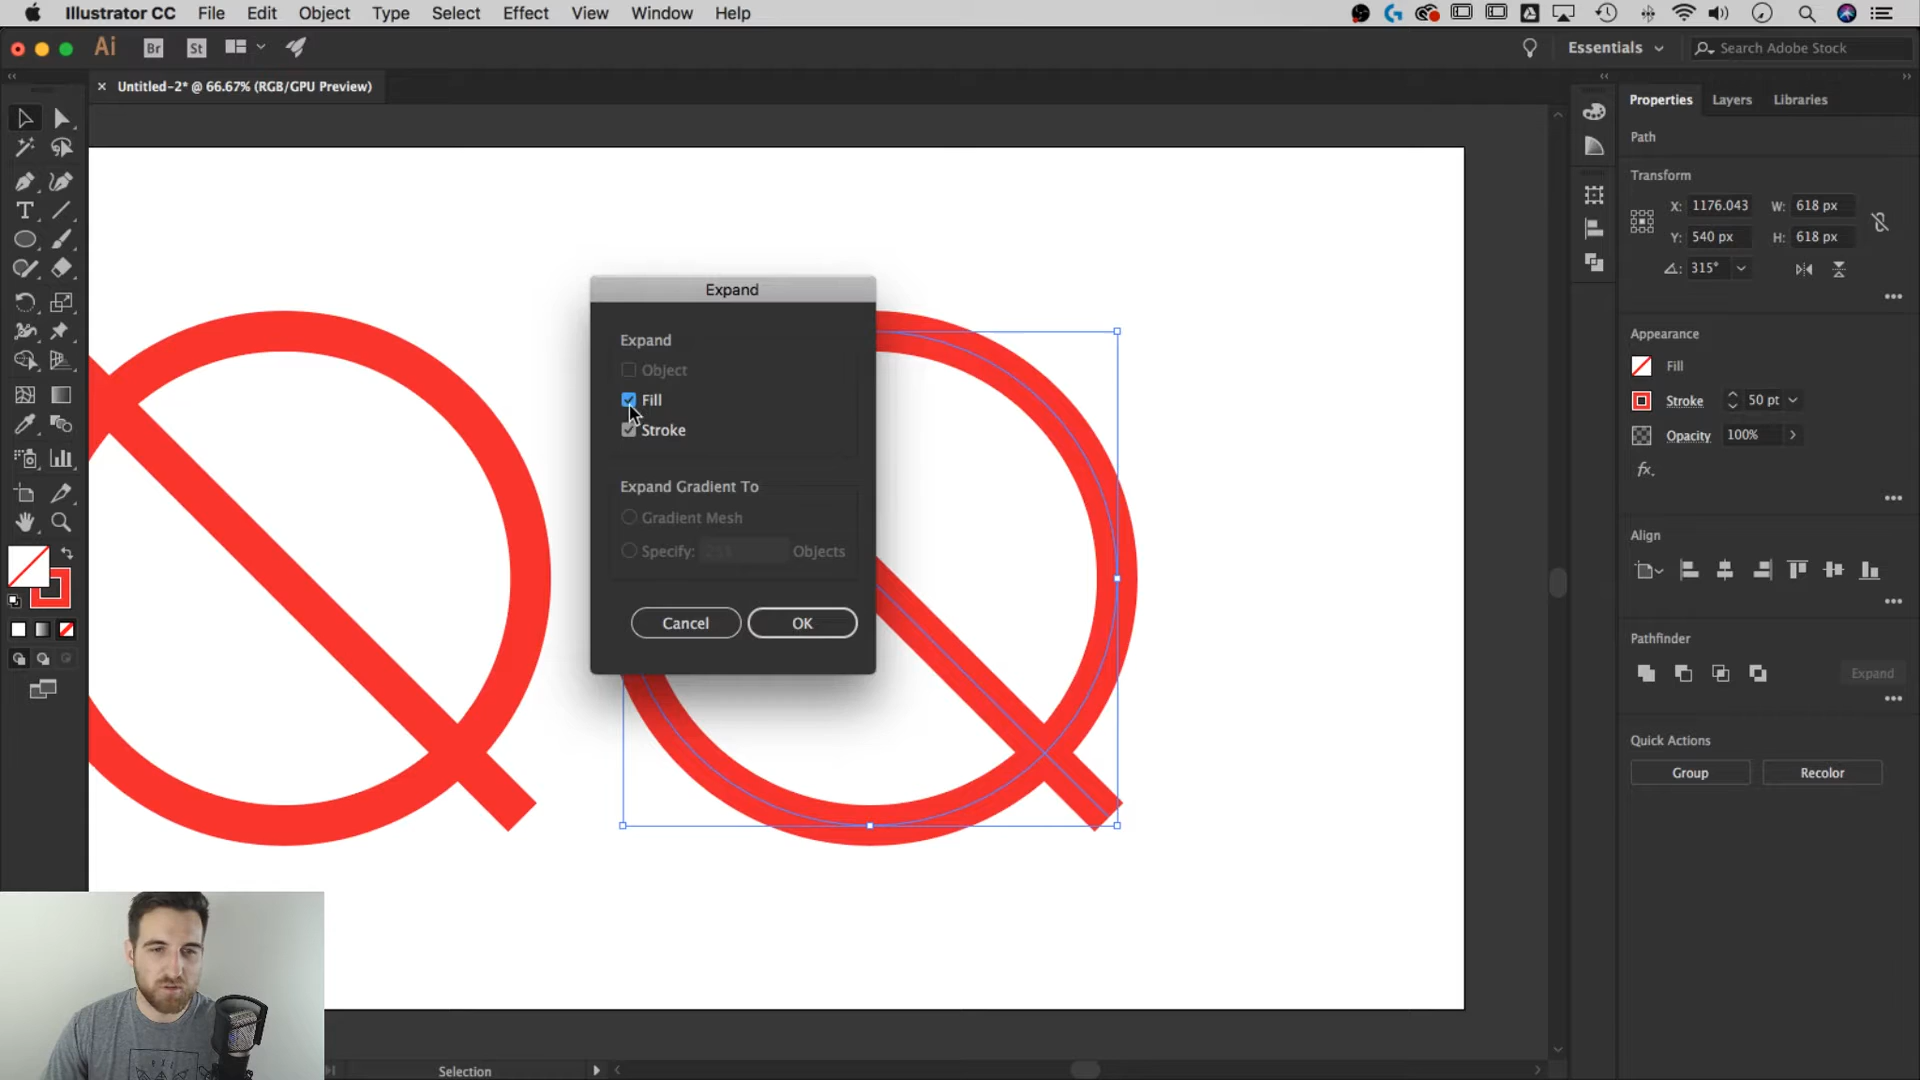 Illustrator CC File Edit Object Type Select Effect View Window Help
Ai Br St Essentials Search Adobe Stock
× Untitled-2* @ 66.67% (RGB/GPU Preview)
Properties Layers Libraries
Path
Transform
X: 1176.043 W: 618 px
Y: 540 px H: 618 px
315°
Appearance
Fill
Stroke 50 pt
Opacity 100%
fx.
Align
Pathfinder
Expand
Quick Actions
Group Recolor
Expand
Expand
Object
Fill
Stroke
Expand Gradient To
Gradient Mesh
Specify: Objects
Cancel OK
Selection